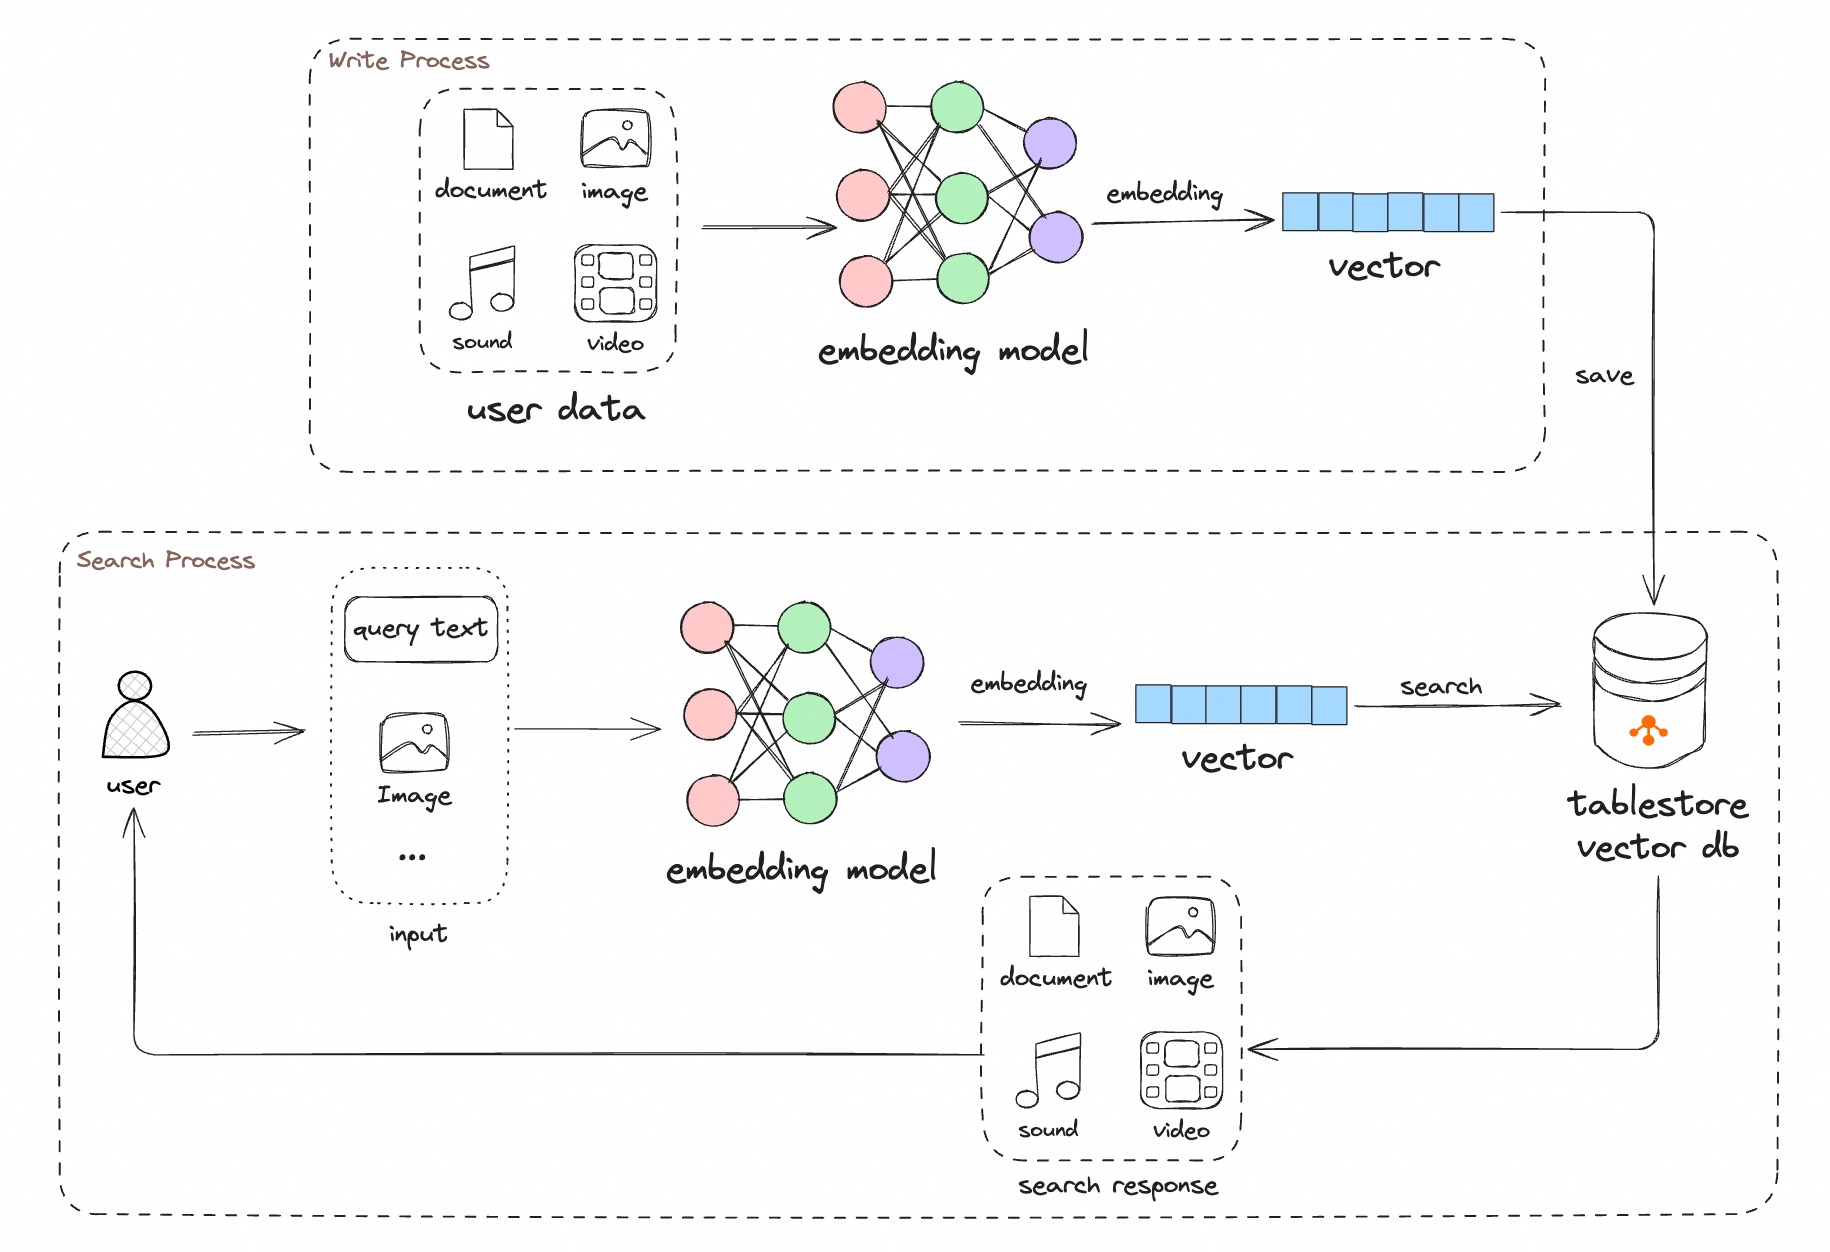 Write Process
document
image
sound
video
user data
embedding model
embedding
vector
save
Search Process
user
query text
Image
...
input
embedding model
embedding
vector
search
tablestore
vector db
document
image
sound
video
search response